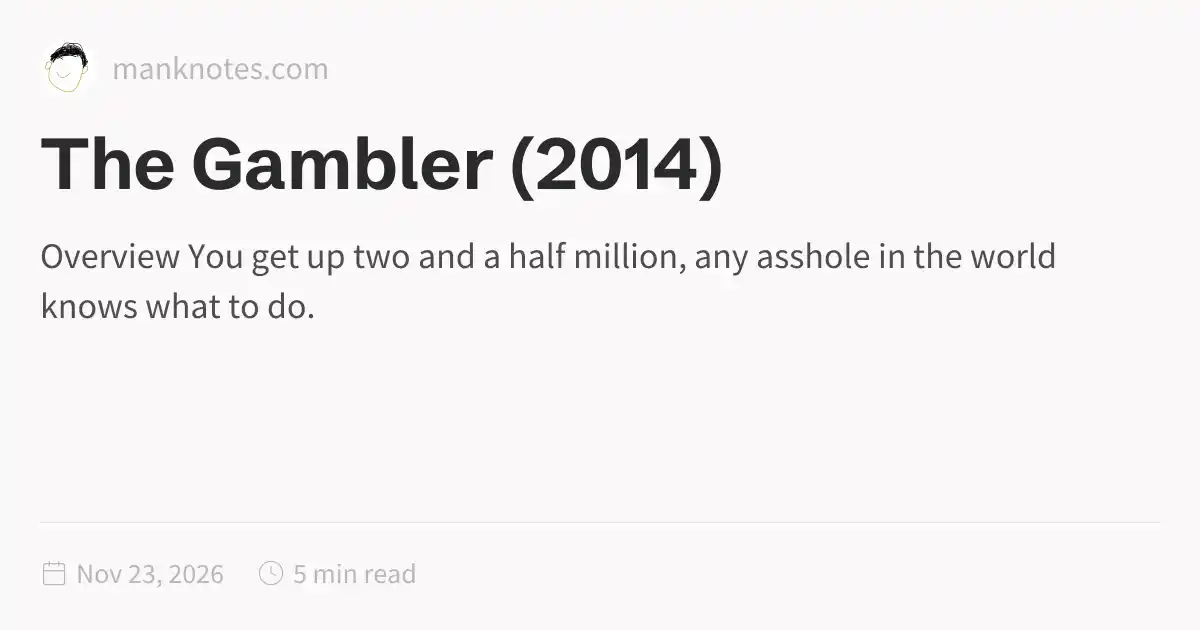 manknotes.com
The Gambler (2014)
Overview You get up two and a half million, any asshole in the world
knows what to do.
Nov 23, 2026 5 min read